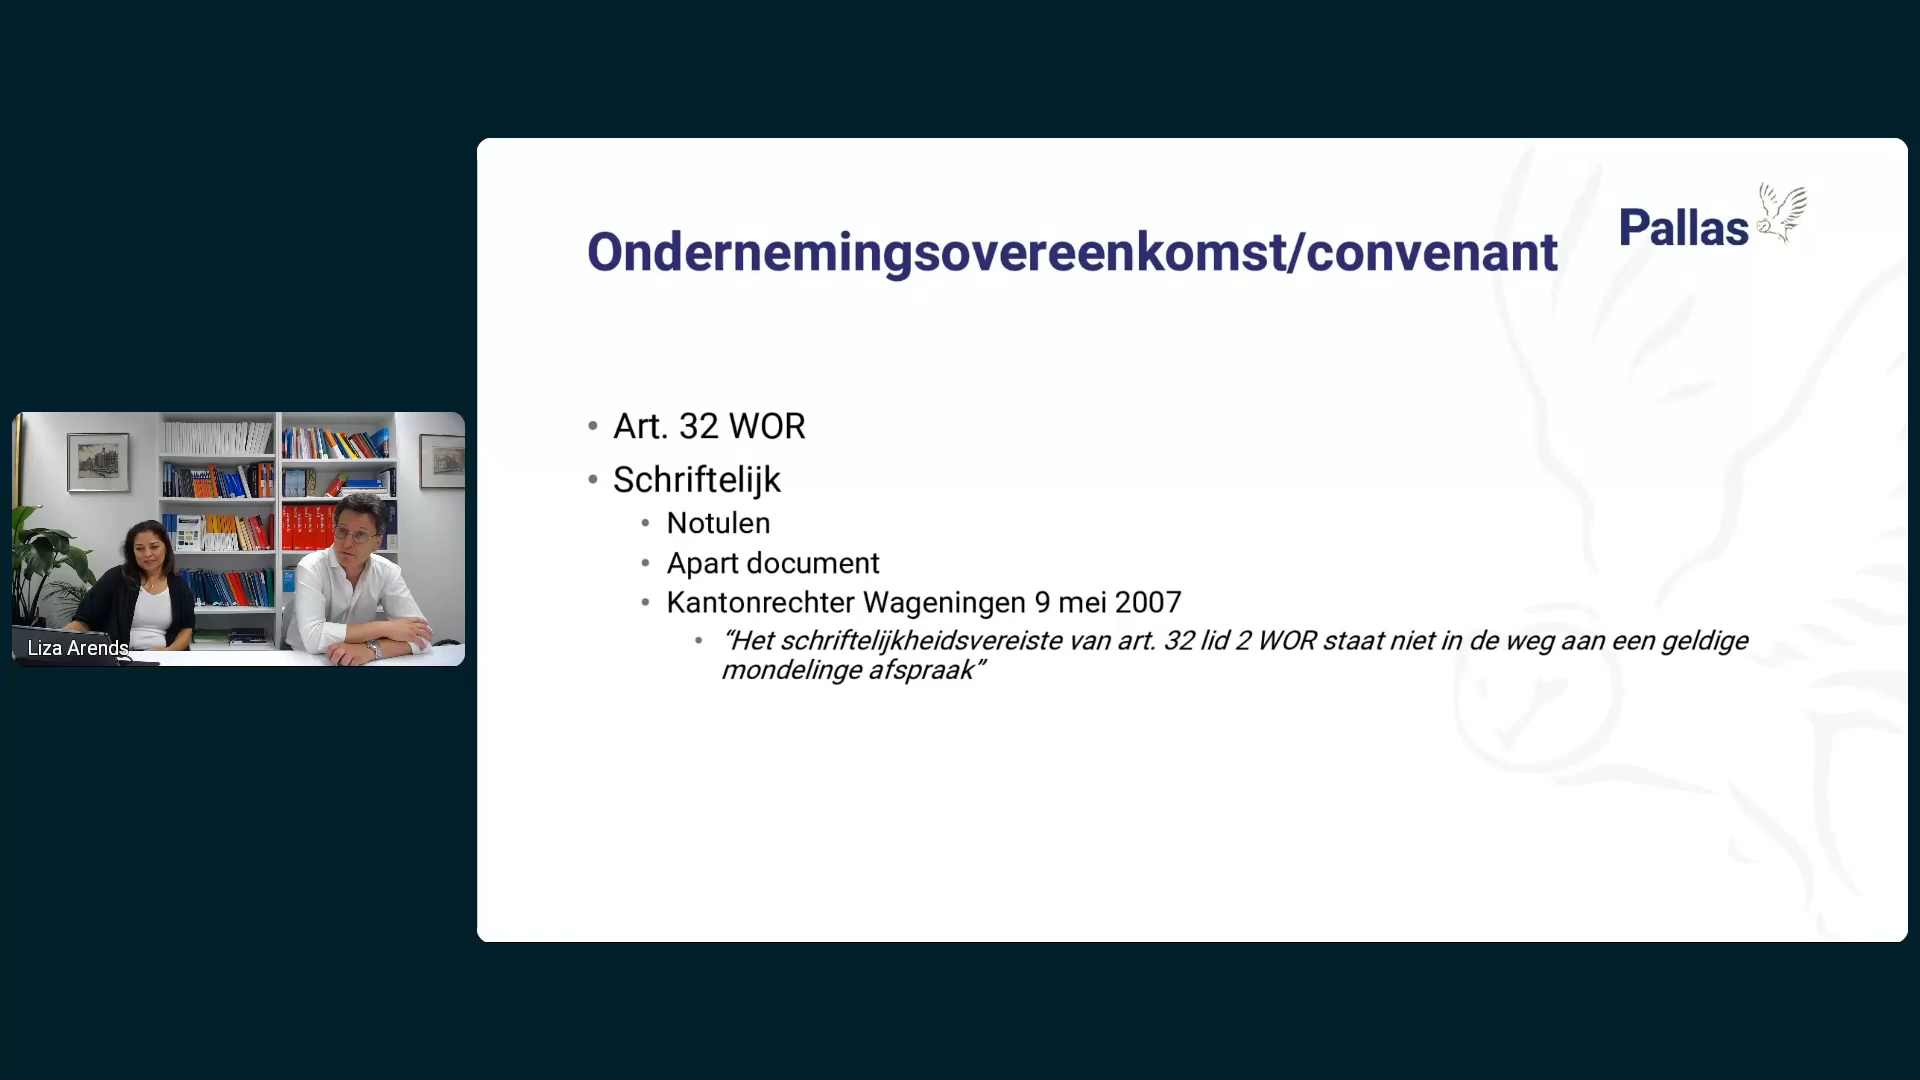 Pallas
Ondernemingsovereenkomst/convenant
• Art. 32 WOR
• Schriftelijk
• Notulen
• Apart document
• Kantonrechter Wageningen 9 mei 2007
• “Het schriftelijkheidsvereiste van art. 32 lid 2 WOR staat niet in de weg aan een geldige
mondelinge afspraak”
Liza Arends